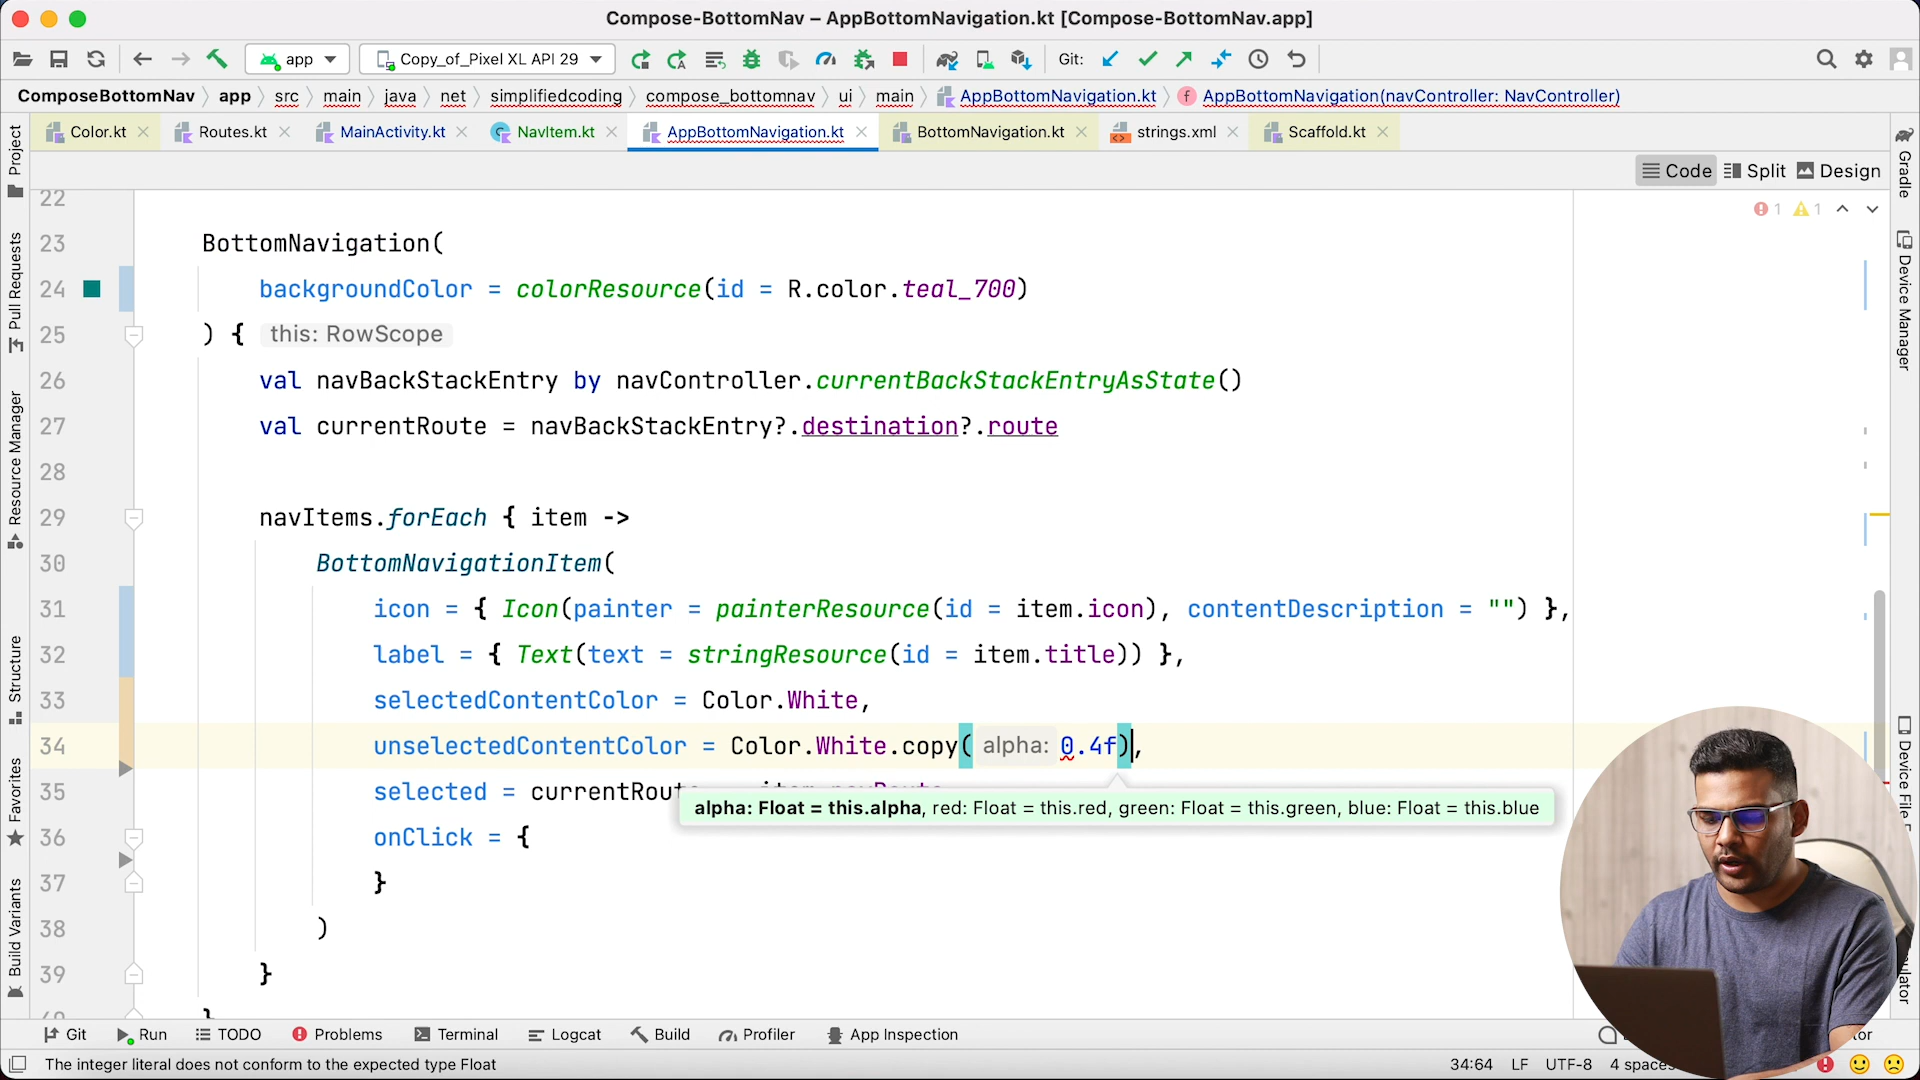 Compose-BottomNav – AppBottomNavigation.kt [Compose-BottomNav.app]
app Copy_of_Pixel XL API 29 Git:
ComposeBottomNav app src main java net simplifiedcoding compose_bottomnav ui main AppBottomNavigation.kt f AppBottomNavigation(navController: NavController)
Color.kt Routes.kt MainActivity.kt NavItem.kt AppBottomNavigation.kt BottomNavigation.kt strings.xml Scaffold.kt
Code Split Design
Project
Pull Requests
Resource Manager
Structure
Favorites
Build Variants
Gradle
Device Manager
1 1
22
23 BottomNavigation(
24 backgroundColor = colorResource(id = R.color.teal_700)
25 ) { this: RowScope
26 val navBackStackEntry by navController.currentBackStackEntryAsState()
27 val currentRoute = navBackStackEntry?.destination?.route
28
29 navItems.forEach { item ->
30 BottomNavigationItem(
31 icon = { Icon(painter = painterResource(id = item.icon), contentDescription = "") },
32 label = { Text(text = stringResource(id = item.title)) },
33 selectedContentColor = Color.White,
34 unselectedContentColor = Color.White.copy( alpha: 0.4f),
35 selected = currentRoute
alpha: Float = this.alpha, red: Float = this.red, green: Float = this.green, blue: Float = this.blue
36 onClick = {
37 }
38 )
39 }
Device File
Git Run TODO Problems Terminal Logcat Build Profiler App Inspection
The integer literal does not conform to the expected type Float 34:64 LF UTF-8 4 spaces